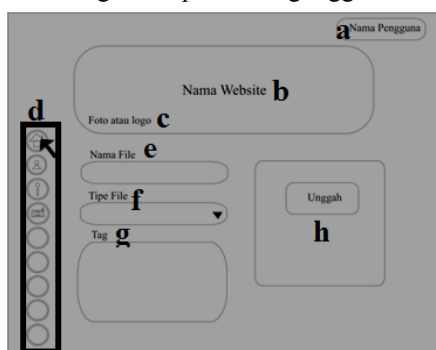 a Nama Pengguna
Nama Website b
d
Foto atau logo c
Nama File e
Tipe File f
Unggah
Tag g
h